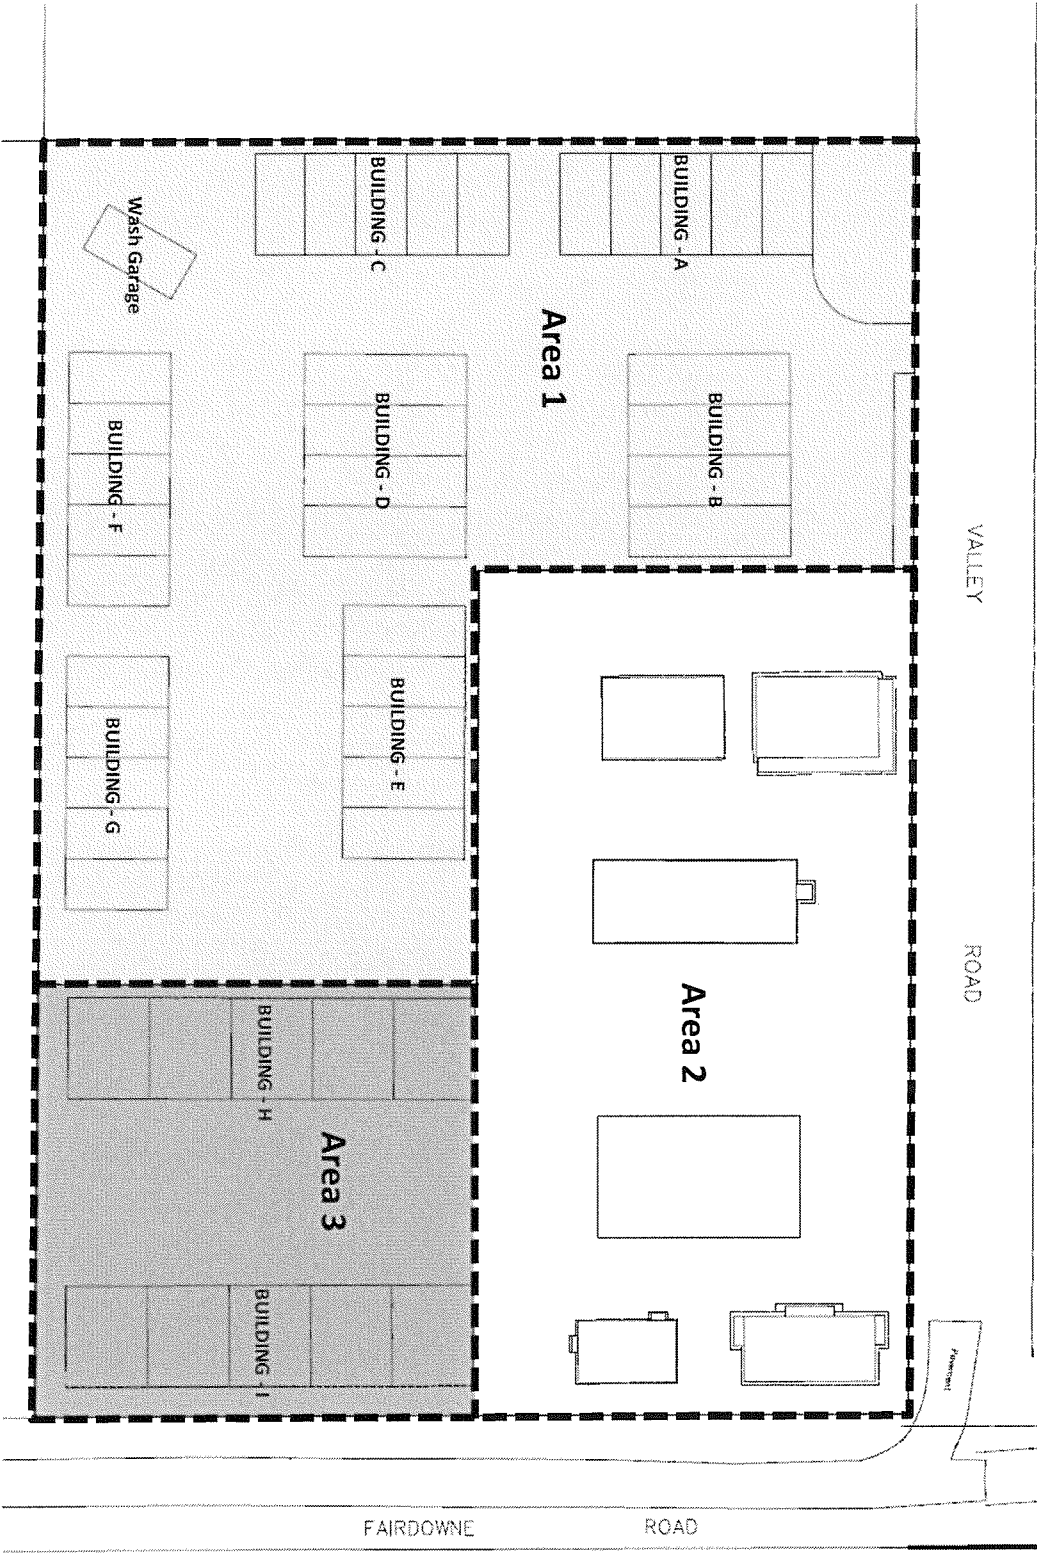 BUILDING - C
BUILDING - A
Wash Garage
Area 1
BUILDING - F
BUILDING - D
BUILDING - B
VALLEY
BUILDING - G
BUILDING - E
ROAD
Area 2
BUILDING - H
Area 3
BUILDING - I
Pavement
FAIRDOWNE
ROAD